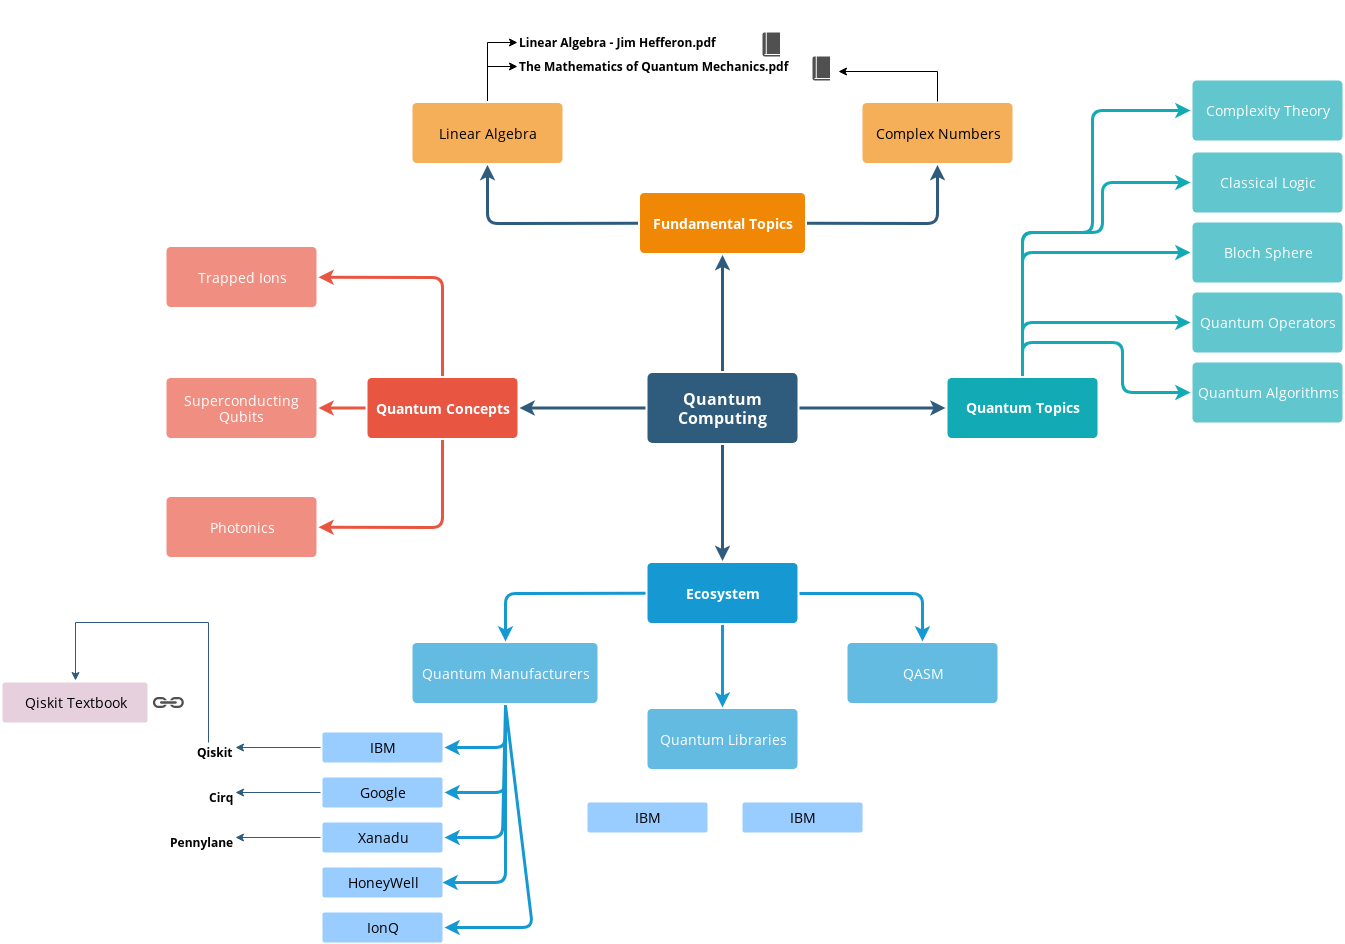 Linear Algebra - Jim Hefferon.pdf
The Mathematics of Quantum Mechanics.pdf
Linear Algebra
Complex Numbers
Complexity Theory
Classical Logic
Fundamental Topics
Bloch Sphere
Trapped Ions
Quantum Operators
Quantum Algorithms
Superconducting
Qubits
Quantum Concepts
Quantum
Computing
Quantum Topics
Photonics
Ecosystem
Quantum Manufacturers
QASM
Qiskit Textbook
Quantum Libraries
Qiskit
IBM
Cirq
Google
IBM
IBM
Pennylane
Xanadu
HoneyWell
IonQ